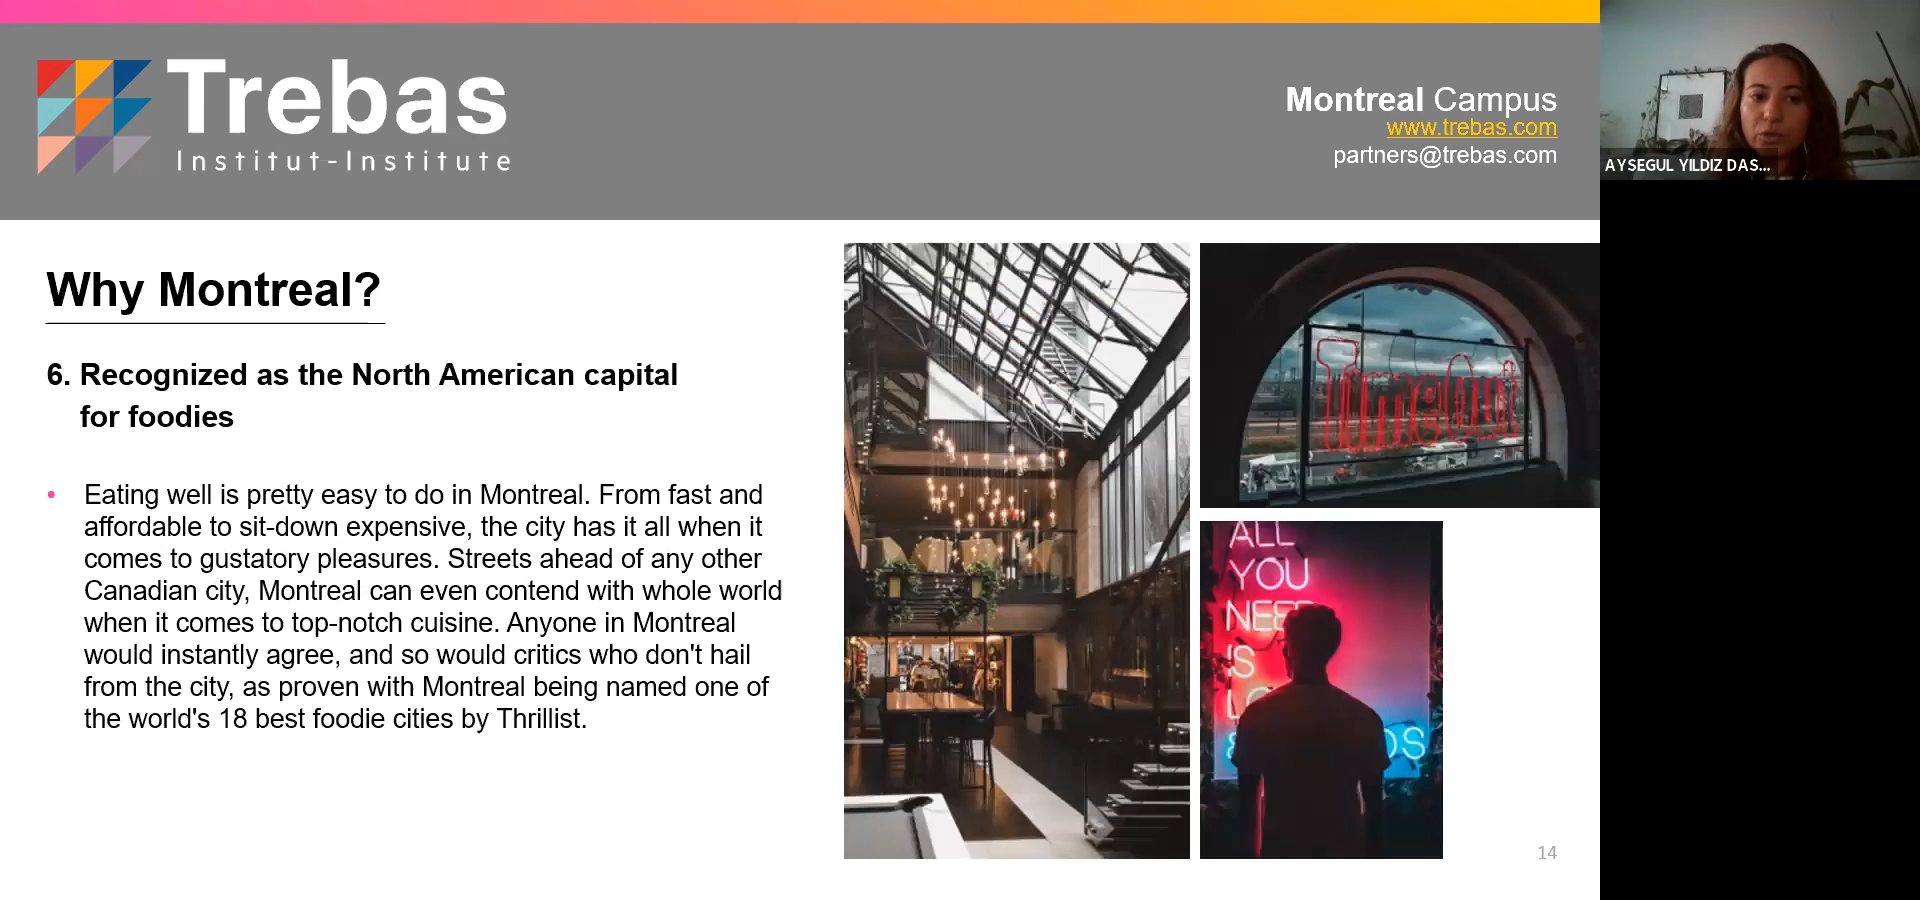 Trebas
Institut-Institute
Montreal Campus
www.trebas.com
partners@trebas.com
AYSEGUL YILDIZ DAS...
Why Montreal?
6. Recognized as the North American capital
for foodies
• Eating well is pretty easy to do in Montreal. From fast and
affordable to sit-down expensive, the city has it all when it
comes to gustatory pleasures. Streets ahead of any other
Canadian city, Montreal can even contend with whole world
when it comes to top-notch cuisine. Anyone in Montreal
would instantly agree, and so would critics who don't hail
from the city, as proven with Montreal being named one of
the world's 18 best foodie cities by Thrillist.
TimeOut
ALL
YOU
NEED
IS
14